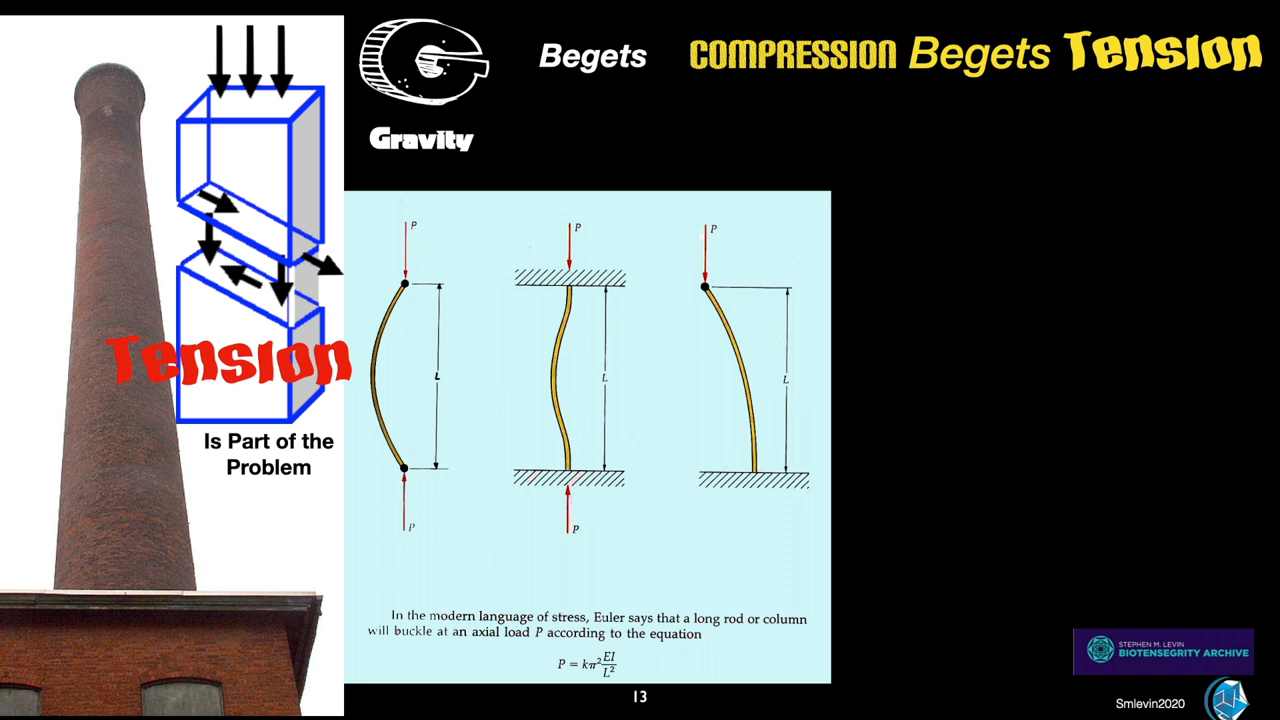 Begets COMPRESSION Begets Tension
Gravity
Tension
Is Part of the
Problem
P P P
L L L
P P
In the modern language of stress, Euler says that a long rod or column
will buckle at an axial load P according to the equation
P = kπ² EI/L²
13
STEPHEN M. LEVIN
BIOTENSEGRITY ARCHIVE
Smlevin2020